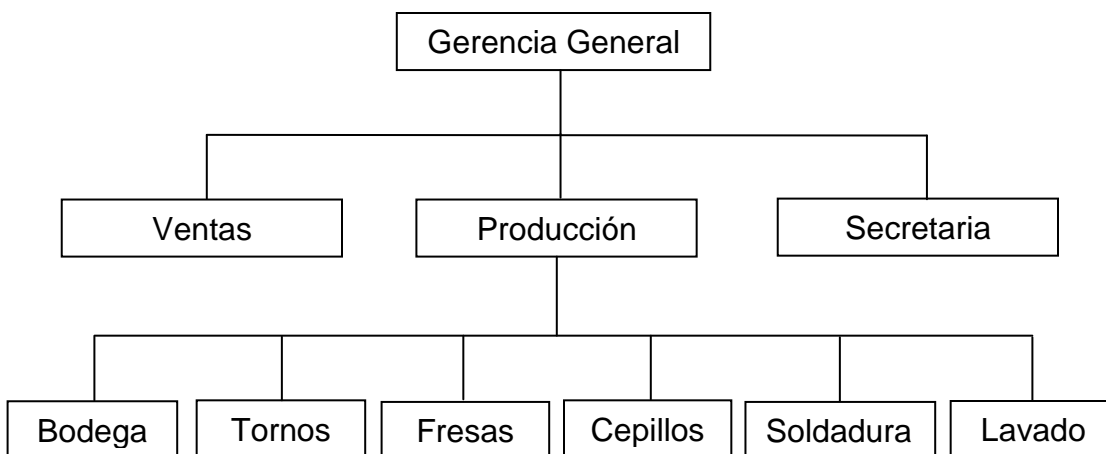 Gerencia General
Ventas
Producción
Secretaria
Bodega
Tornos
Fresas
Cepillos
Soldadura
Lavado